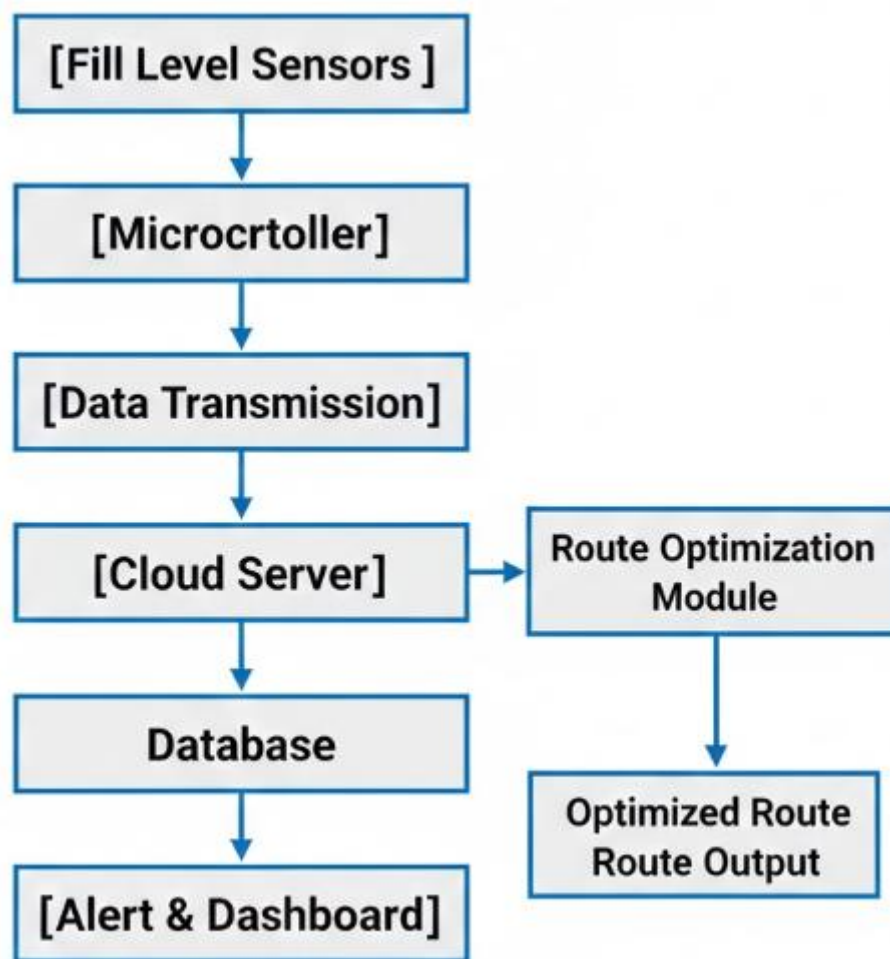 [Fill Level Sensors ]
[Microcrtoller]
[Data Transmission]
[Cloud Server]
Route Optimization
Module
Database
Optimized Route
Route Output
[Alert & Dashboard]